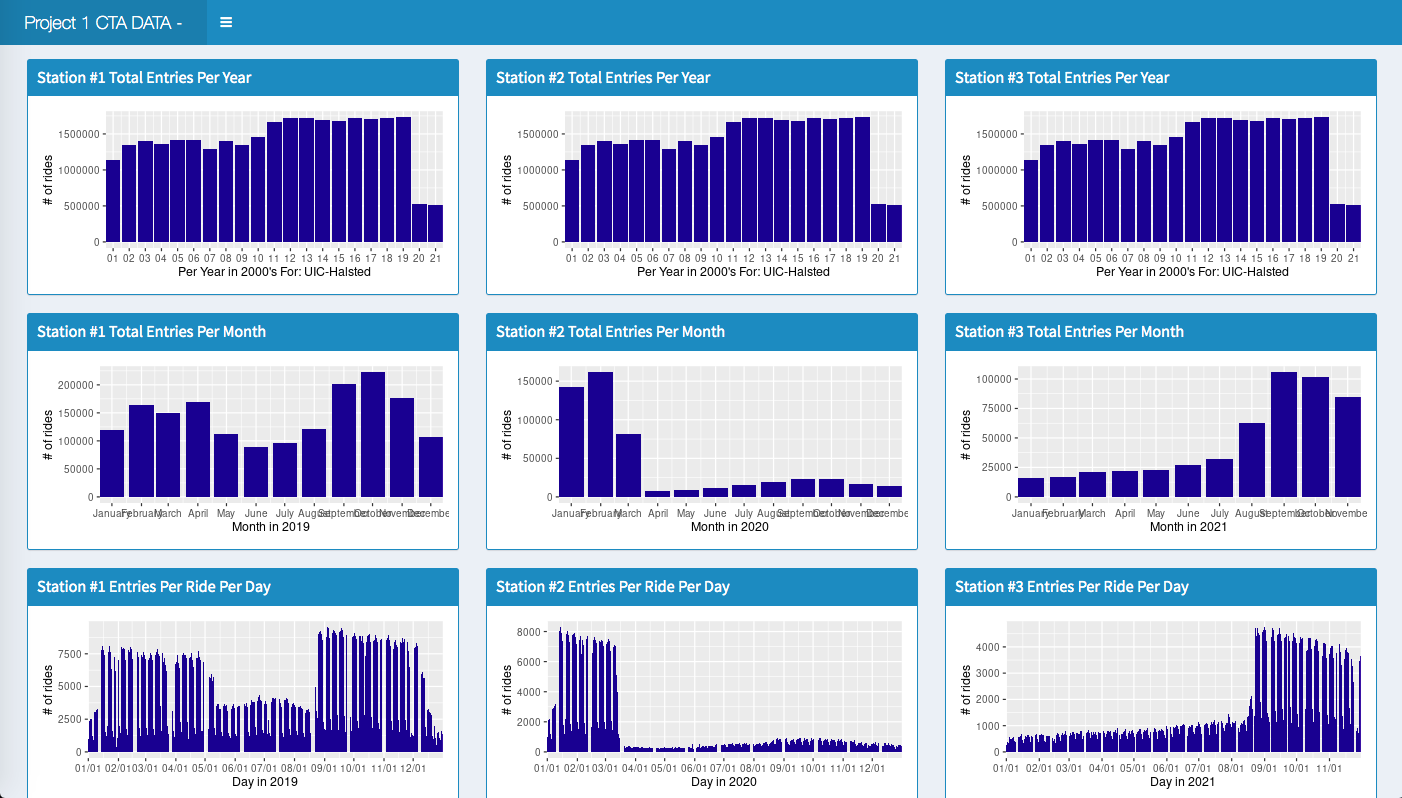 Project 1 CTA DATA -
Station #1 Total Entries Per Year
# of rides
1500000
1000000
500000
0
01 02 03 04 05 06 07 08 09 10 11 12 13 14 15 16 17 18 19 20 21
Per Year in 2000's For: UIC-Halsted
Station #2 Total Entries Per Year
# of rides
1500000
1000000
500000
0
01 02 03 04 05 06 07 08 09 10 11 12 13 14 15 16 17 18 19 20 21
Per Year in 2000's For: UIC-Halsted
Station #3 Total Entries Per Year
# of rides
1500000
1000000
500000
0
01 02 03 04 05 06 07 08 09 10 11 12 13 14 15 16 17 18 19 20 21
Per Year in 2000's For: UIC-Halsted
Station #1 Total Entries Per Month
# of rides
200000
150000
100000
50000
0
January February March April May June July August September October November Decembe
Month in 2019
Station #2 Total Entries Per Month
# of rides
150000
100000
50000
0
January February March April May June July August September October November Decembe
Month in 2020
Station #3 Total Entries Per Month
# of rides
100000
75000
50000
25000
0
January February March April May June July August September October Novembe
Month in 2021
Station #1 Entries Per Ride Per Day
# of rides
7500
5000
2500
0
01/01 02/01 03/01 04/01 05/01 06/01 07/01 08/01 09/01 10/01 11/01 12/01
Day in 2019
Station #2 Entries Per Ride Per Day
# of rides
8000
6000
4000
2000
0
01/01 02/01 03/01 04/01 05/01 06/01 07/01 08/01 09/01 10/01 11/01 12/01
Day in 2020
Station #3 Entries Per Ride Per Day
# of rides
4000
3000
2000
1000
0
01/01 02/01 03/01 04/01 05/01 06/01 07/01 08/01 09/01 10/01 11/01
Day in 2021